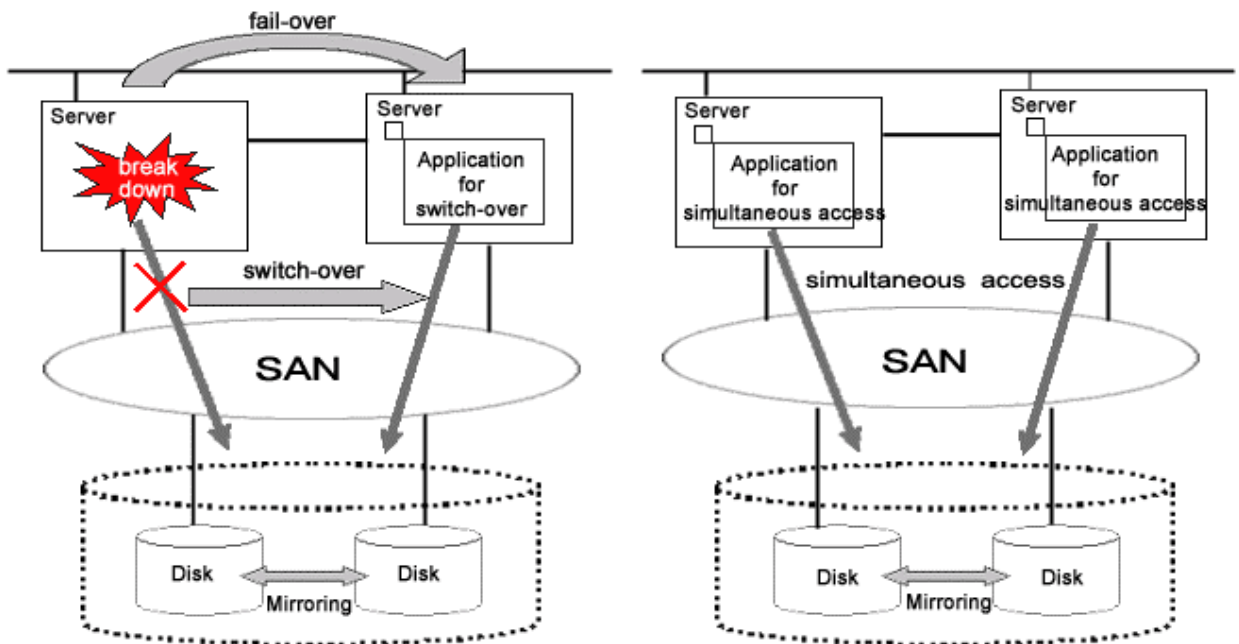 fail-over
Server
break
down
Server
Application
for
switch-over
switch-over
SAN
Disk
Disk
Mirroring
Server
Application
for
simultaneous access
Server
Application
for
simultaneous access
simultaneous access
SAN
Disk
Disk
Mirroring